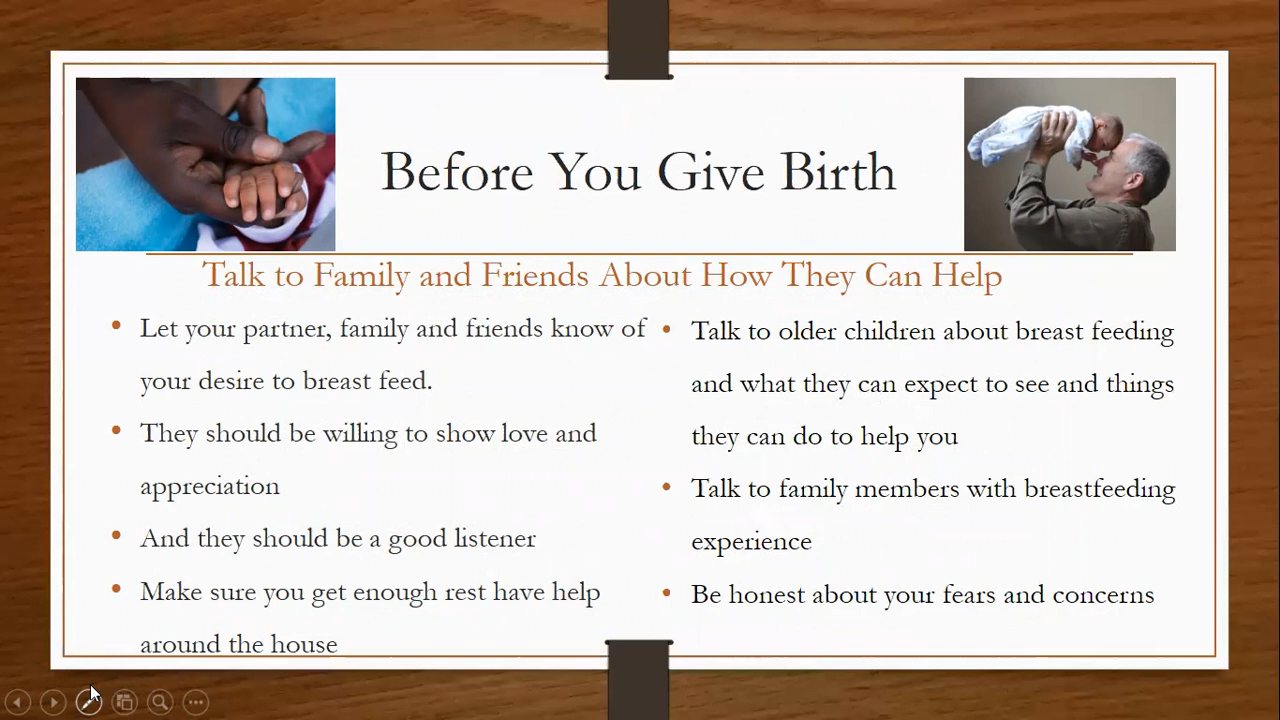 Before You Give Birth
Talk to Family and Friends About How They Can Help
• Let your partner, family and friends know of
your desire to breast feed.
• They should be willing to show love and
appreciation
• And they should be a good listener
• Make sure you get enough rest have help
around the house
• Talk to older children about breast feeding
and what they can expect to see and things
they can do to help you
• Talk to family members with breastfeeding
experience
• Be honest about your fears and concerns